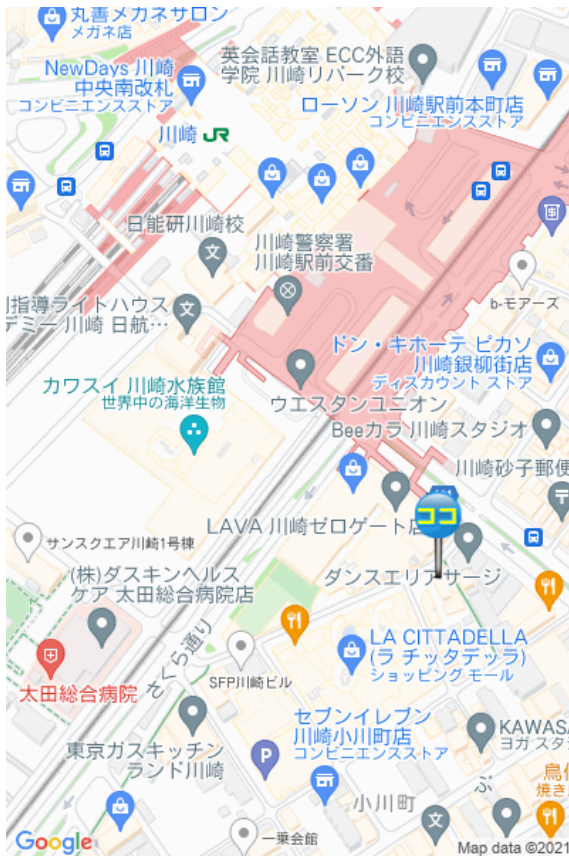 丸善メガネサロン
メガネ店
英会話教室 ECC外語
学院 川崎リバーク校
NewDays 川崎
中央南改札
コンビニエンスストア
ローソン 川崎駅前本町店
コンビニエンスストア
川崎 JR
日能研川崎校
文
川崎警察署
川崎駅前交番
b-モアーズ
指導ライトハウス
デミー 川崎 日航…
文
ドン・キホーテ ピカソ
川崎銀柳街店
ディスカウント ストア
カワスイ 川崎水族館
世界中の海洋生物
ウエスタンユニオン
Beeカラ 川崎スタジオ
川崎砂子郵便
ココ
LAVA 川崎ゼロゲート店
サンスクエア川崎1号棟
(株)ダスキンヘルス
ケア 太田総合病院店
ダンスエリアサージ
LA CITTADELLA
(ラ チッタデッラ)
ショッピング モール
太田総合病院
さくら通り
SFP川崎ビル
セブンイレブン
川崎小川町店
コンビニエンスストア
KAWASA
ヨガ スタ
東京ガスキッチン
ランド川崎
P
小川町
ぷ
焼き
文
一乗会館
Google
Map data ©2021